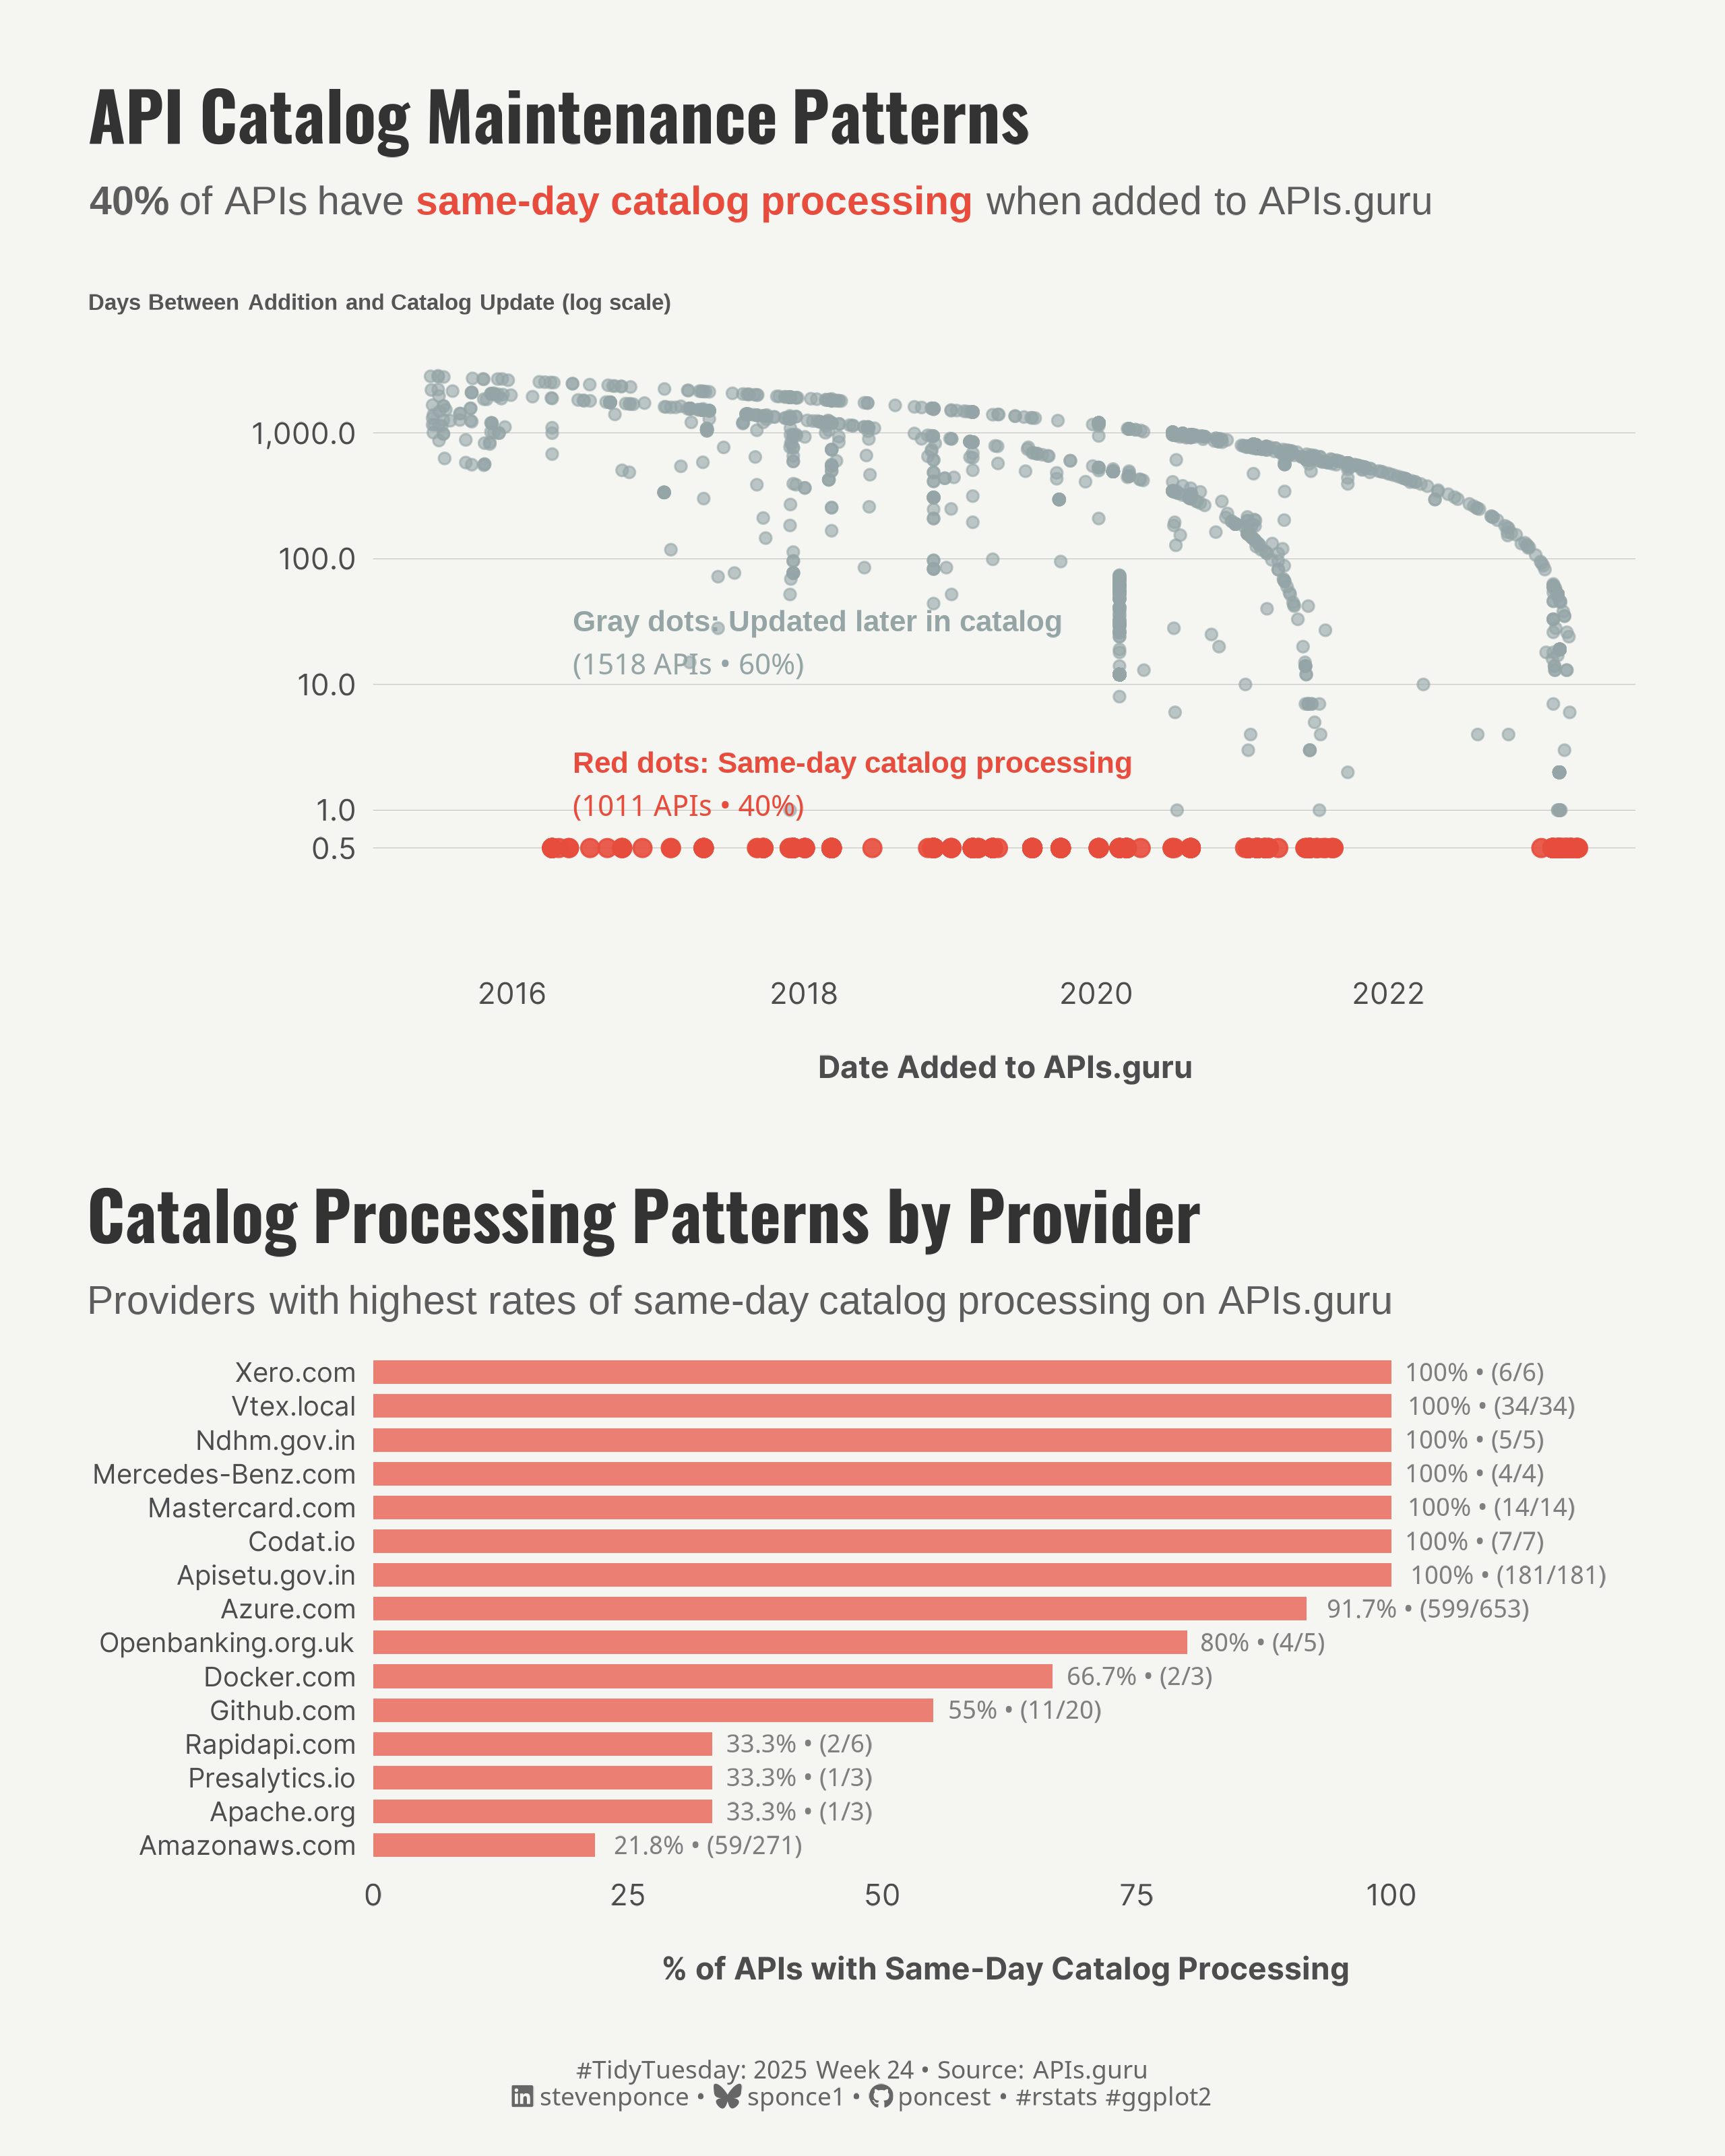 API Catalog Maintenance Patterns
40% of APIs have same-day catalog processing when added to APIs.guru
Days Between Addition and Catalog Update (log scale)
1,000.0
100.0
Gray dots: Updated later in catalog
(1518 APIs • 60%)
10.0
Red dots: Same-day catalog processing
(1011 APIs • 40%)
1.0
0.5
2016 2018 2020 2022
Date Added to APIs.guru
Catalog Processing Patterns by Provider
Providers with highest rates of same-day catalog processing on APIs.guru
Xero.com 100% • (6/6)
Vtex.local 100% • (34/34)
Ndhm.gov.in 100% • (5/5)
Mercedes-Benz.com 100% • (4/4)
Mastercard.com 100% • (14/14)
Codat.io 100% • (7/7)
Apisetu.gov.in 100% • (181/181)
Azure.com 91.7% • (599/653)
Openbanking.org.uk 80% • (4/5)
Docker.com 66.7% • (2/3)
Github.com 55% • (11/20)
Rapidapi.com 33.3% • (2/6)
Presalytics.io 33.3% • (1/3)
Apache.org 33.3% • (1/3)
Amazonaws.com 21.8% • (59/271)
0 25 50 75 100
% of APIs with Same-Day Catalog Processing
#TidyTuesday: 2025 Week 24 • Source: APIs.guru
stevenponce • sponce1 • poncest • #rstats #ggplot2